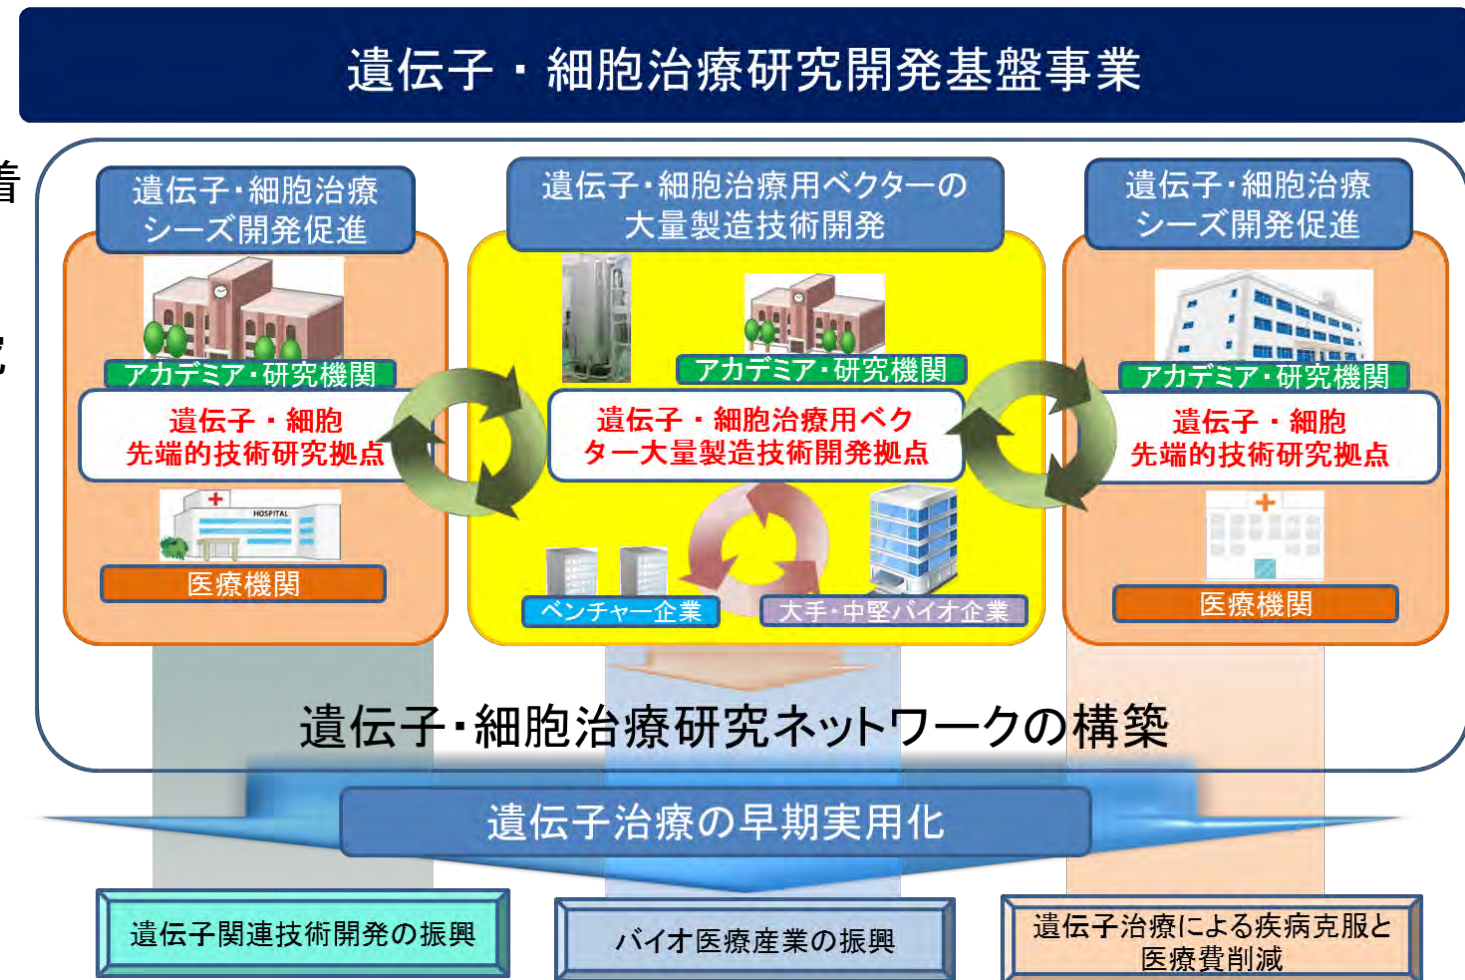 遺伝子・細胞治療研究開発基盤事業
着
遺伝子・細胞治療
シーズ開発促進
遺伝子・細胞治療用ベクターの
大量製造技術開発
遺伝子・細胞治療
シーズ開発促進
アカデミア・研究機関
アカデミア・研究機関
アカデミア・研究機関
遺伝子・細胞
先端的技術研究拠点
遺伝子・細胞治療用ベク
ター大量製造技術開発拠点
遺伝子・細胞
先端的技術研究拠点
HOSPITAL
医療機関
ベンチャー企業
大手・中堅バイオ企業
医療機関
遺伝子・細胞治療研究ネットワークの構築
遺伝子治療の早期実用化
遺伝子関連技術開発の振興
バイオ医療産業の振興
遺伝子治療による疾病克服と
医療費削減